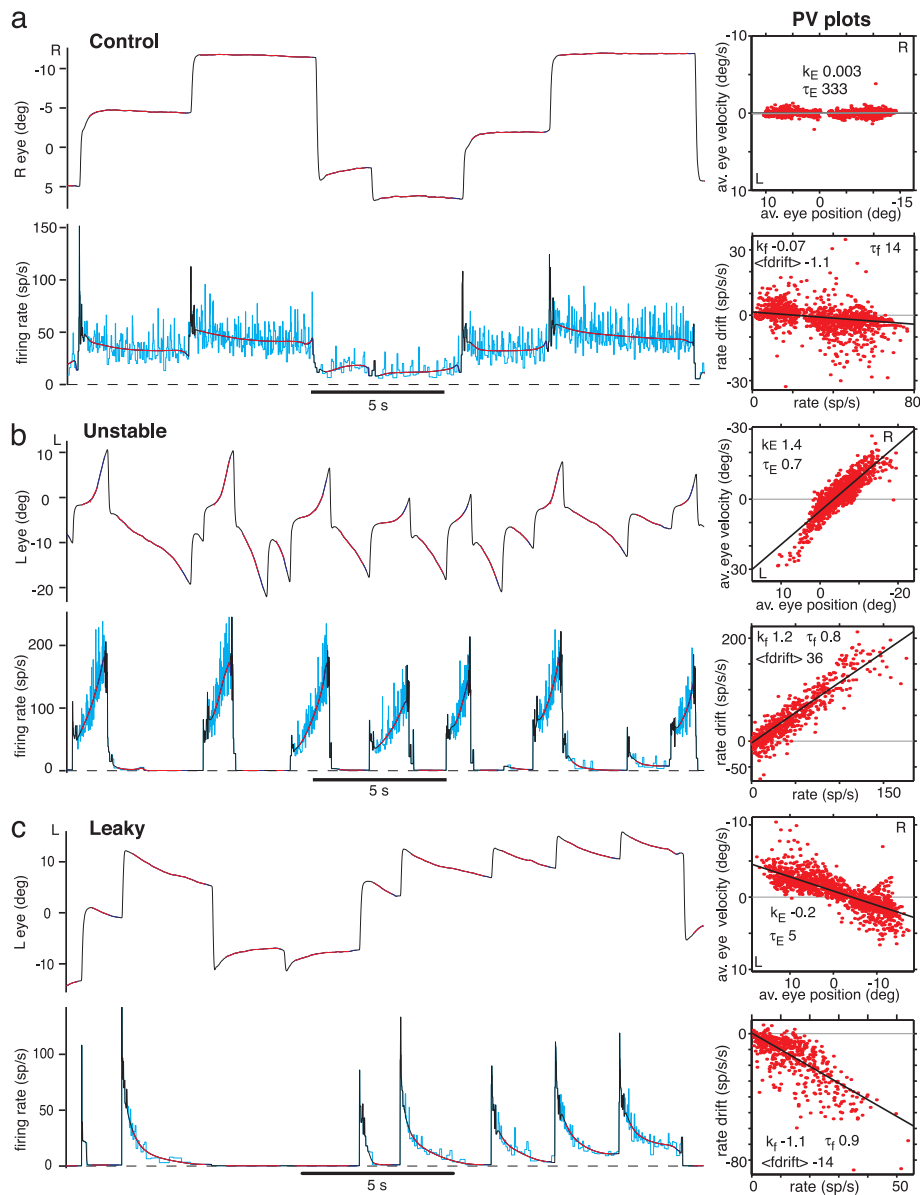 a
Control
PV plots
R
-10
-5
0
5
R eye (deg)
150
100
50
0
firing rate (sp/s)
5 s
-10
0
10
av. eye velocity (deg/s)
R
kE 0.003
τE 333
L
10 0 -15
av. eye position (deg)
30
0
-30
rate drift (sp/s/s)
kf -0.07
τf 14
<fdrift> -1.1
0 40 80
rate (sp/s)
b
Unstable
L
10
0
-10
-20
L eye (deg)
200
100
0
firing rate (sp/s)
5 s
-30
0
30
av. eye velocity (deg/s)
R
kE 1.4
τE 0.7
L
10 0 -20
av. eye position (deg)
200
0
-50
rate drift (sp/s/s)
kf 1.2 τf 0.8
<fdrift> 36
0 150
rate (sp/s)
c
Leaky
L
10
0
-10
L eye (deg)
100
50
0
firing rate (sp/s)
5 s
-10
0
10
av. eye velocity (deg/s)
R
kE -0.2
τE 5
L
10 0 -10
av. eye position (deg)
0
-80
rate drift (sp/s/s)
kf -1.1 τf 0.9
<fdrift> -14
0 50
rate (sp/s)